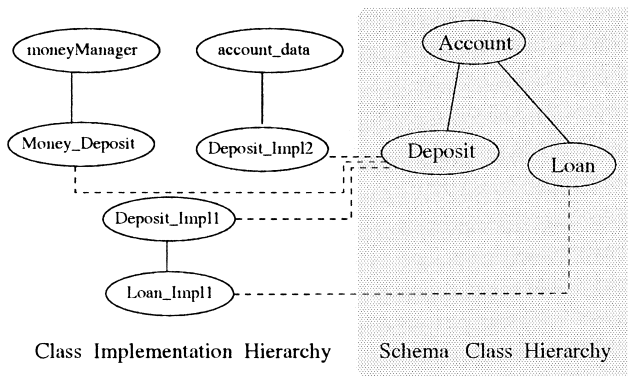 moneyManager
account_data
Account
Money_Deposit
Deposit_Impl2
Deposit
Loan
Deposit_Impl1
Loan_Impl1
Class Implementation Hierarchy
Schema Class Hierarchy